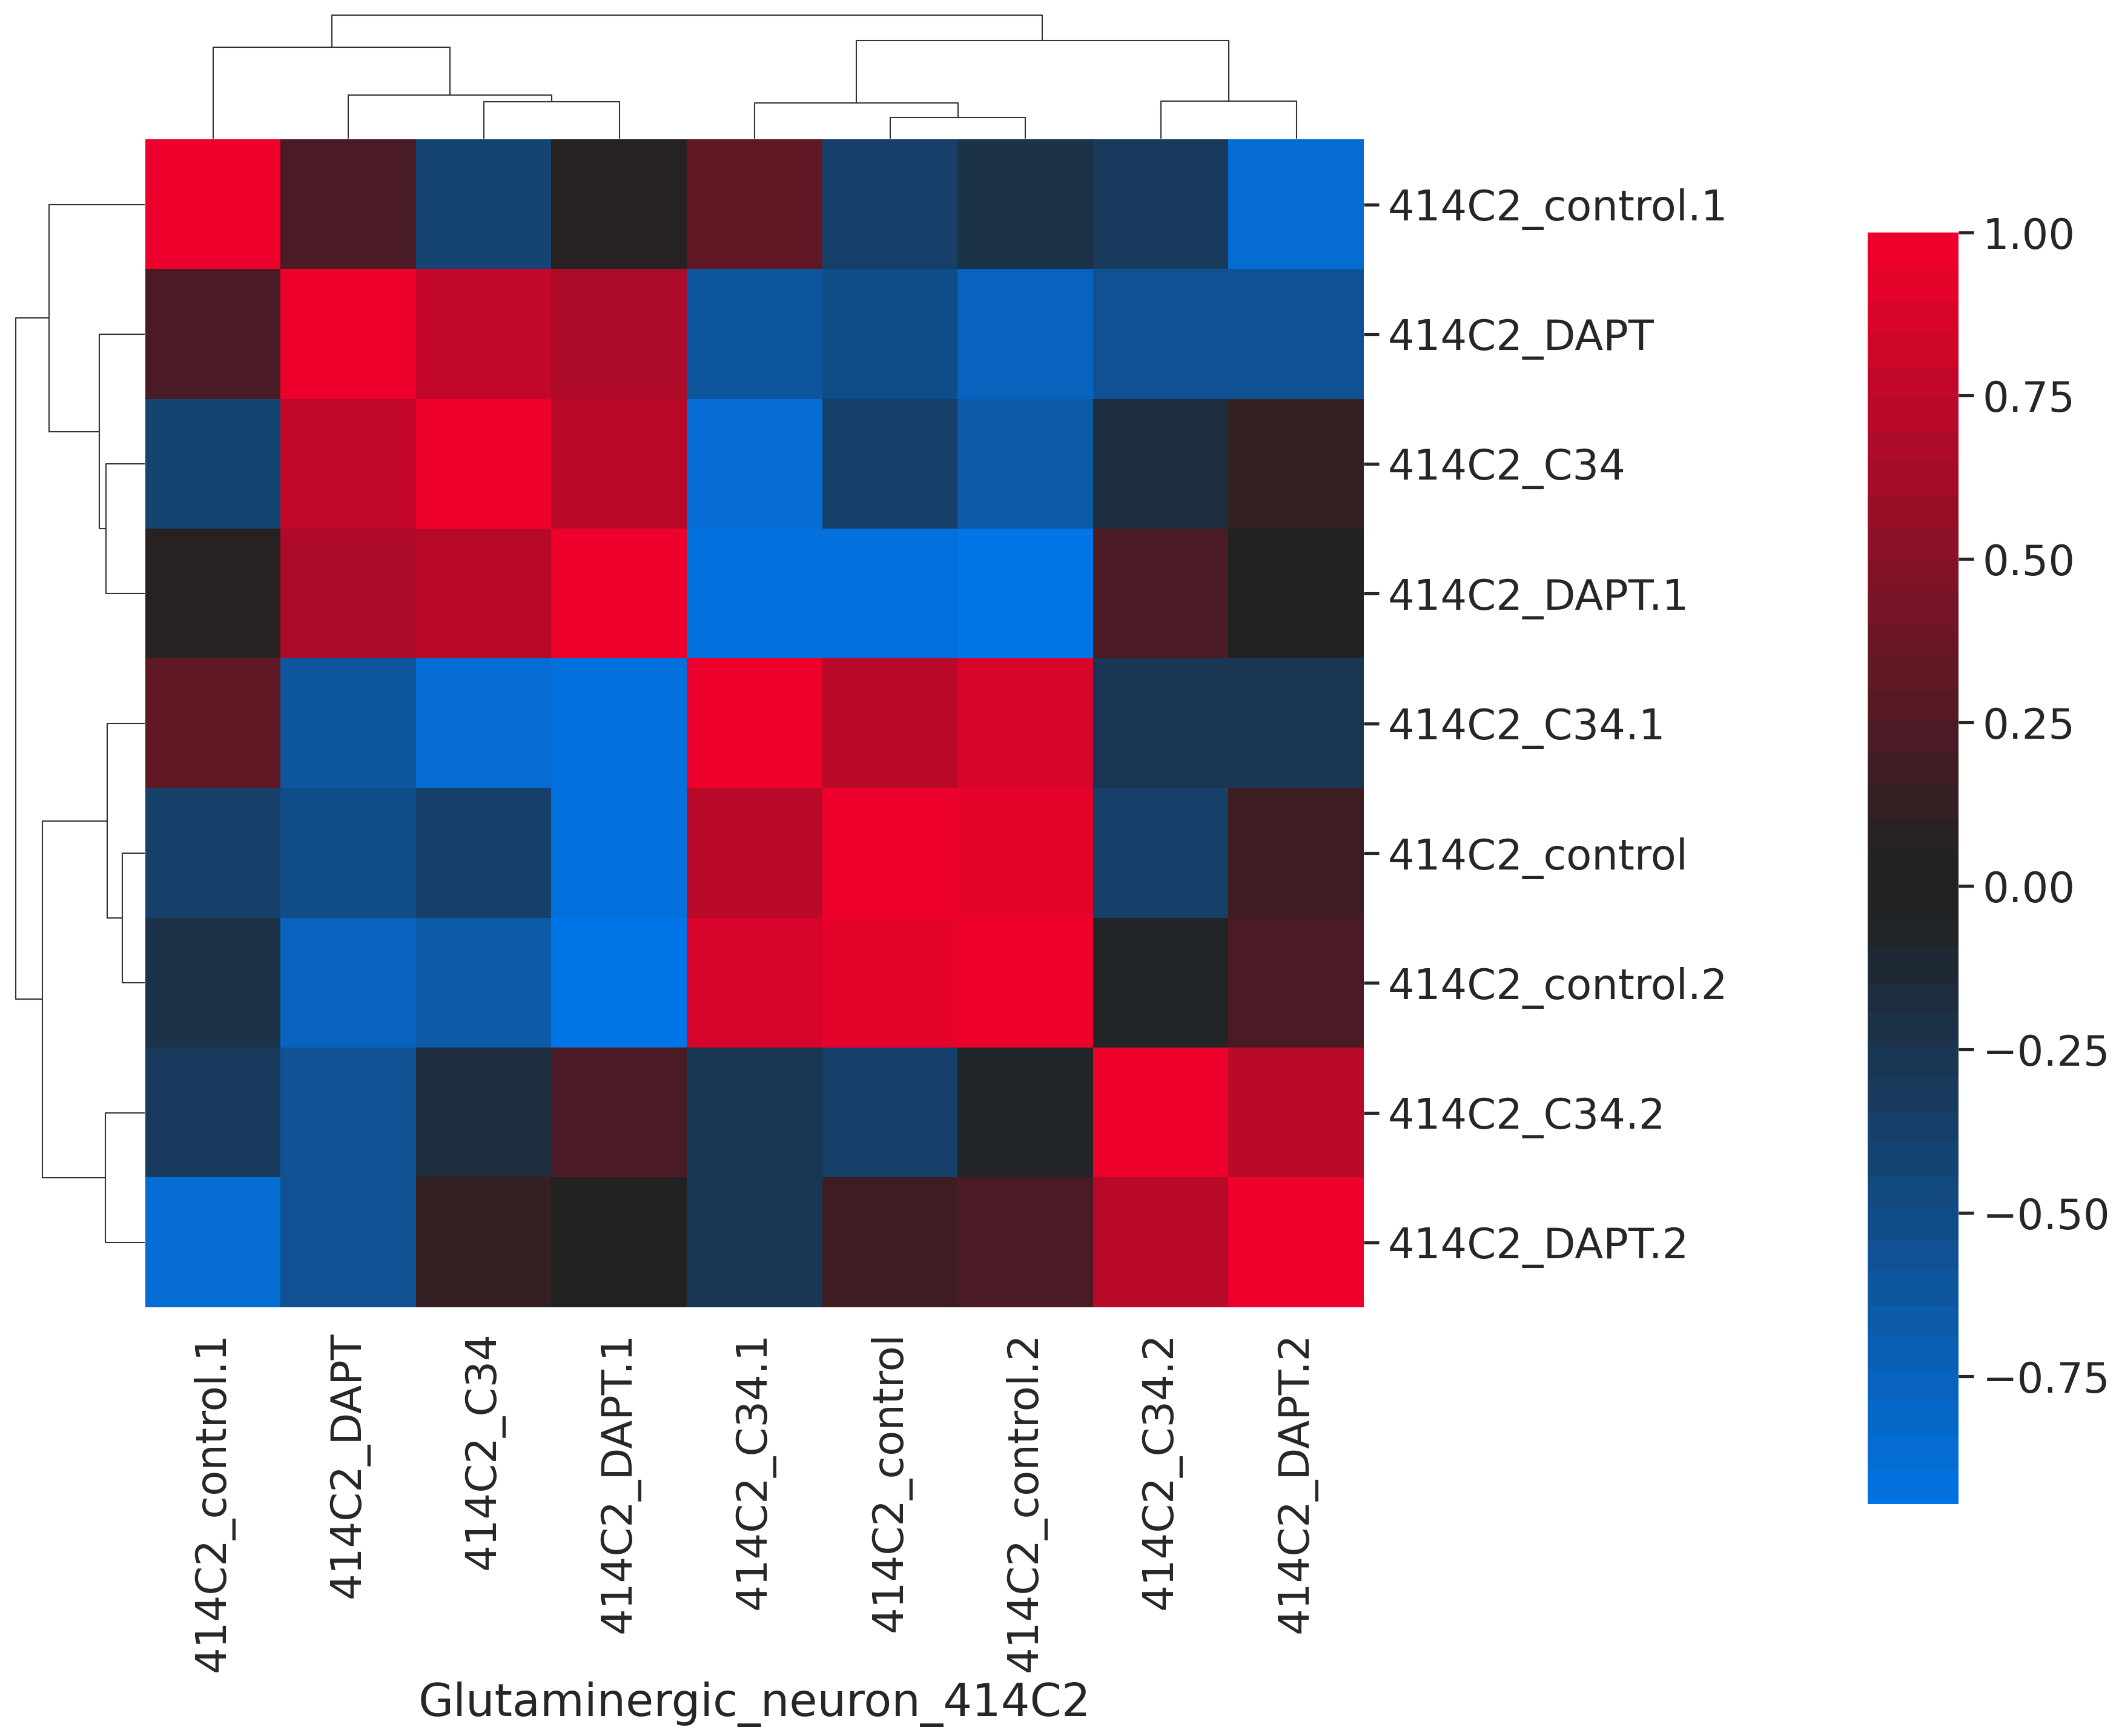 414C2_control.1
414C2_DAPT
414C2_C34
414C2_DAPT.1
414C2_C34.1
414C2_control
414C2_control.2
414C2_C34.2
414C2_DAPT.2
1.00
0.75
0.50
0.25
0.00
−0.25
−0.50
−0.75
414C2_control.1
414C2_DAPT
414C2_C34
414C2_DAPT.1
414C2_C34.1
414C2_control
414C2_control.2
414C2_C34.2
414C2_DAPT.2
Glutaminergic_neuron_414C2